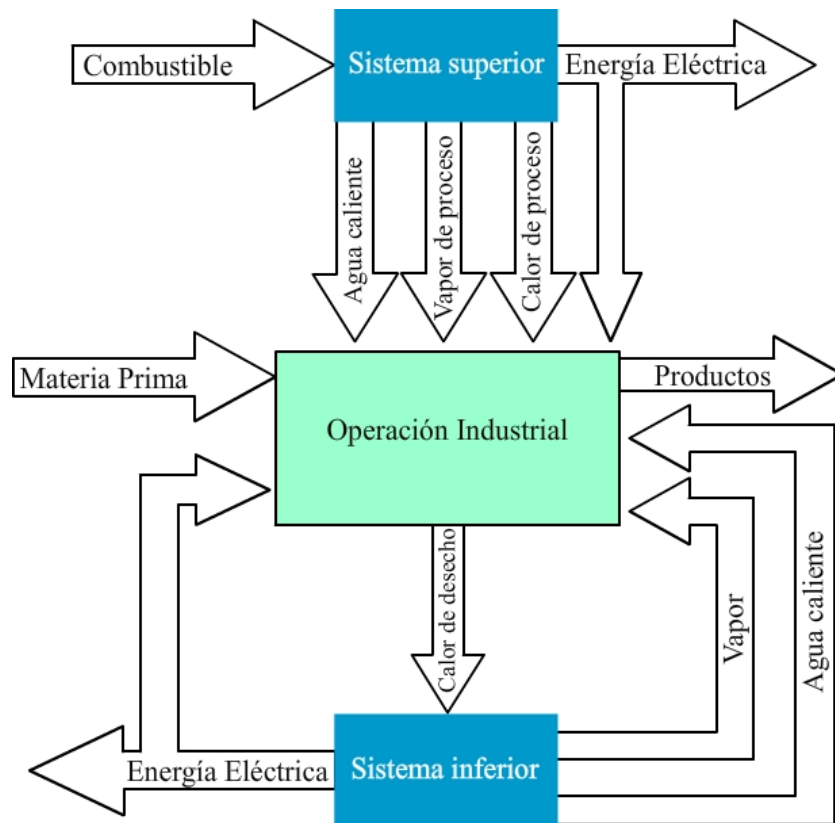 Combustible
Sistema superior
Energía Eléctrica
Agua caliente
Vapor de proceso
Calor de proceso
Materia Prima
Productos
Operación Industrial
Calor de desecho
Vapor
Agua caliente
Energía Eléctrica
Sistema inferior